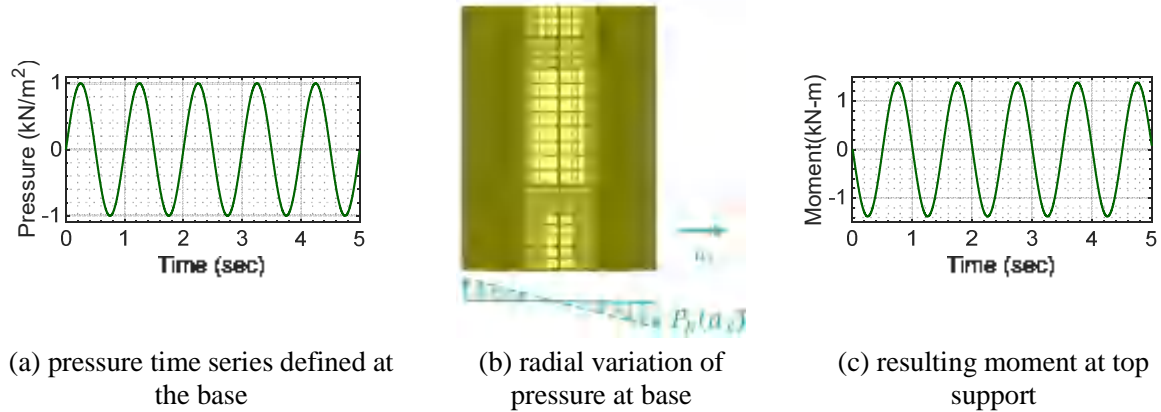 1
0
-1
Pressure (kN/m²)
0 1 2 3 4 5
Time (sec)
1
0
-1
Moment(kN-m)
0 1 2 3 4 5
Time (sec)
(a) pressure time series defined at
the base
(b) radial variation of
pressure at base
(c) resulting moment at top
support